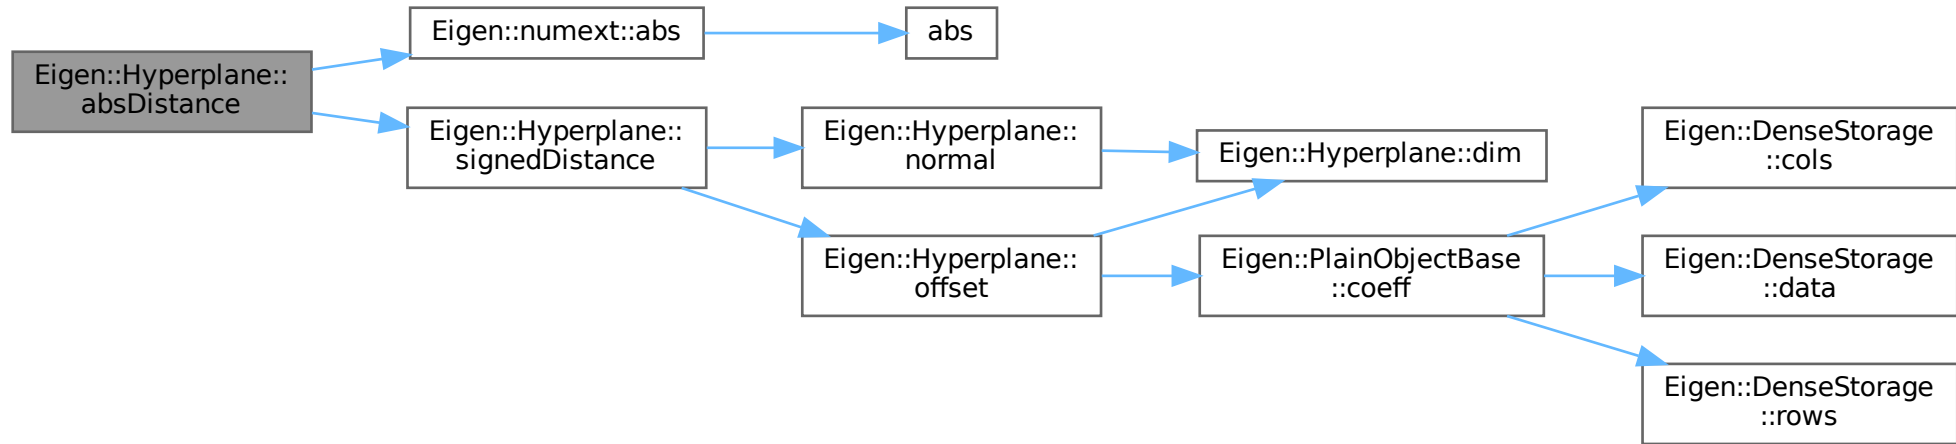 Eigen::Hyperplane::
absDistance
Eigen::numext::abs
abs
Eigen::Hyperplane::
signedDistance
Eigen::Hyperplane::
normal
Eigen::Hyperplane::dim
Eigen::Hyperplane::
offset
Eigen::PlainObjectBase
::coeff
Eigen::DenseStorage
::cols
Eigen::DenseStorage
::data
Eigen::DenseStorage
::rows